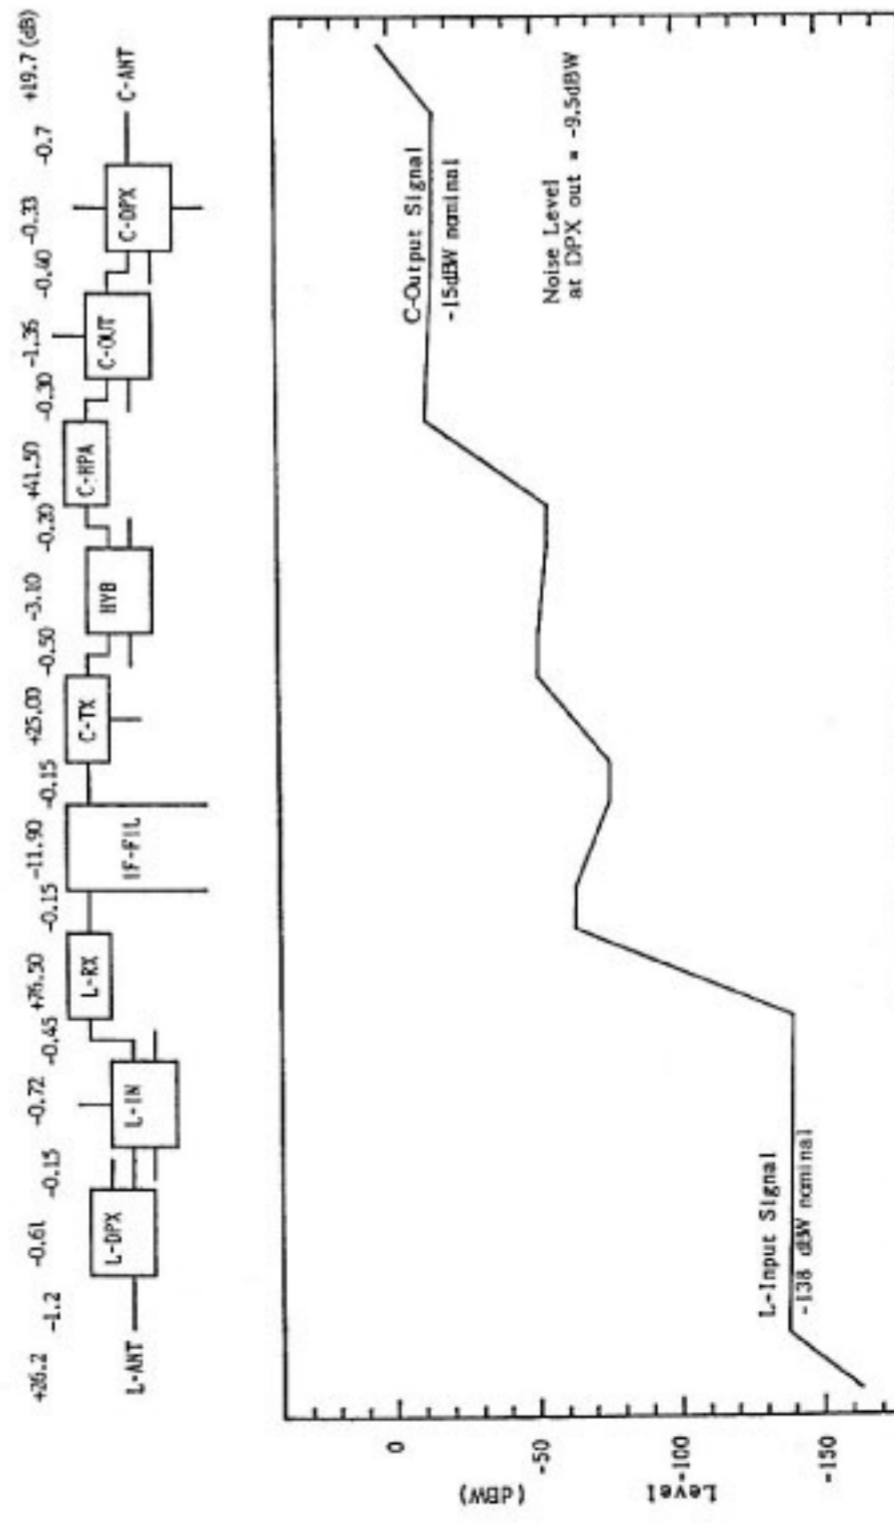 +26.2 -1.2 -0.61 -0.15 -0.72 -0.45 +76.50 -0.15 -11.90 -0.15 +25.00 -0.50 -3.10 -0.20 +41.50 -0.30 -1.35 -0.40 -0.33 -0.7 +19.7 (dB)
L-ANT L-DPX L-IN L-RX IF-FIL C-TX HYB C-HPA C-OUT C-DPX C-ANT
0
-50
-100
-150
Level
(dBW)
C-Output Signal
-15dBW nominal
Noise Level
at DPX out = -9.5dBW
L-Input Signal
-138 dBW nominal